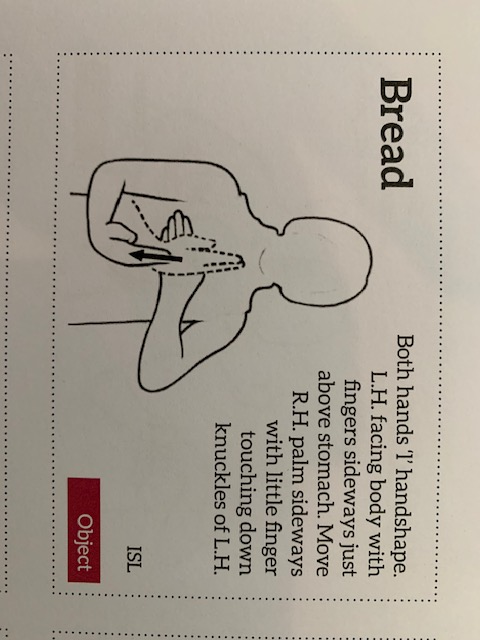 Bread
Both hands '1' handshape.
L.H. facing body with
fingers sideways just
above stomach. Move
R.H. palm sideways
with little finger
touching down
knuckles of L.H.
ISL
Object